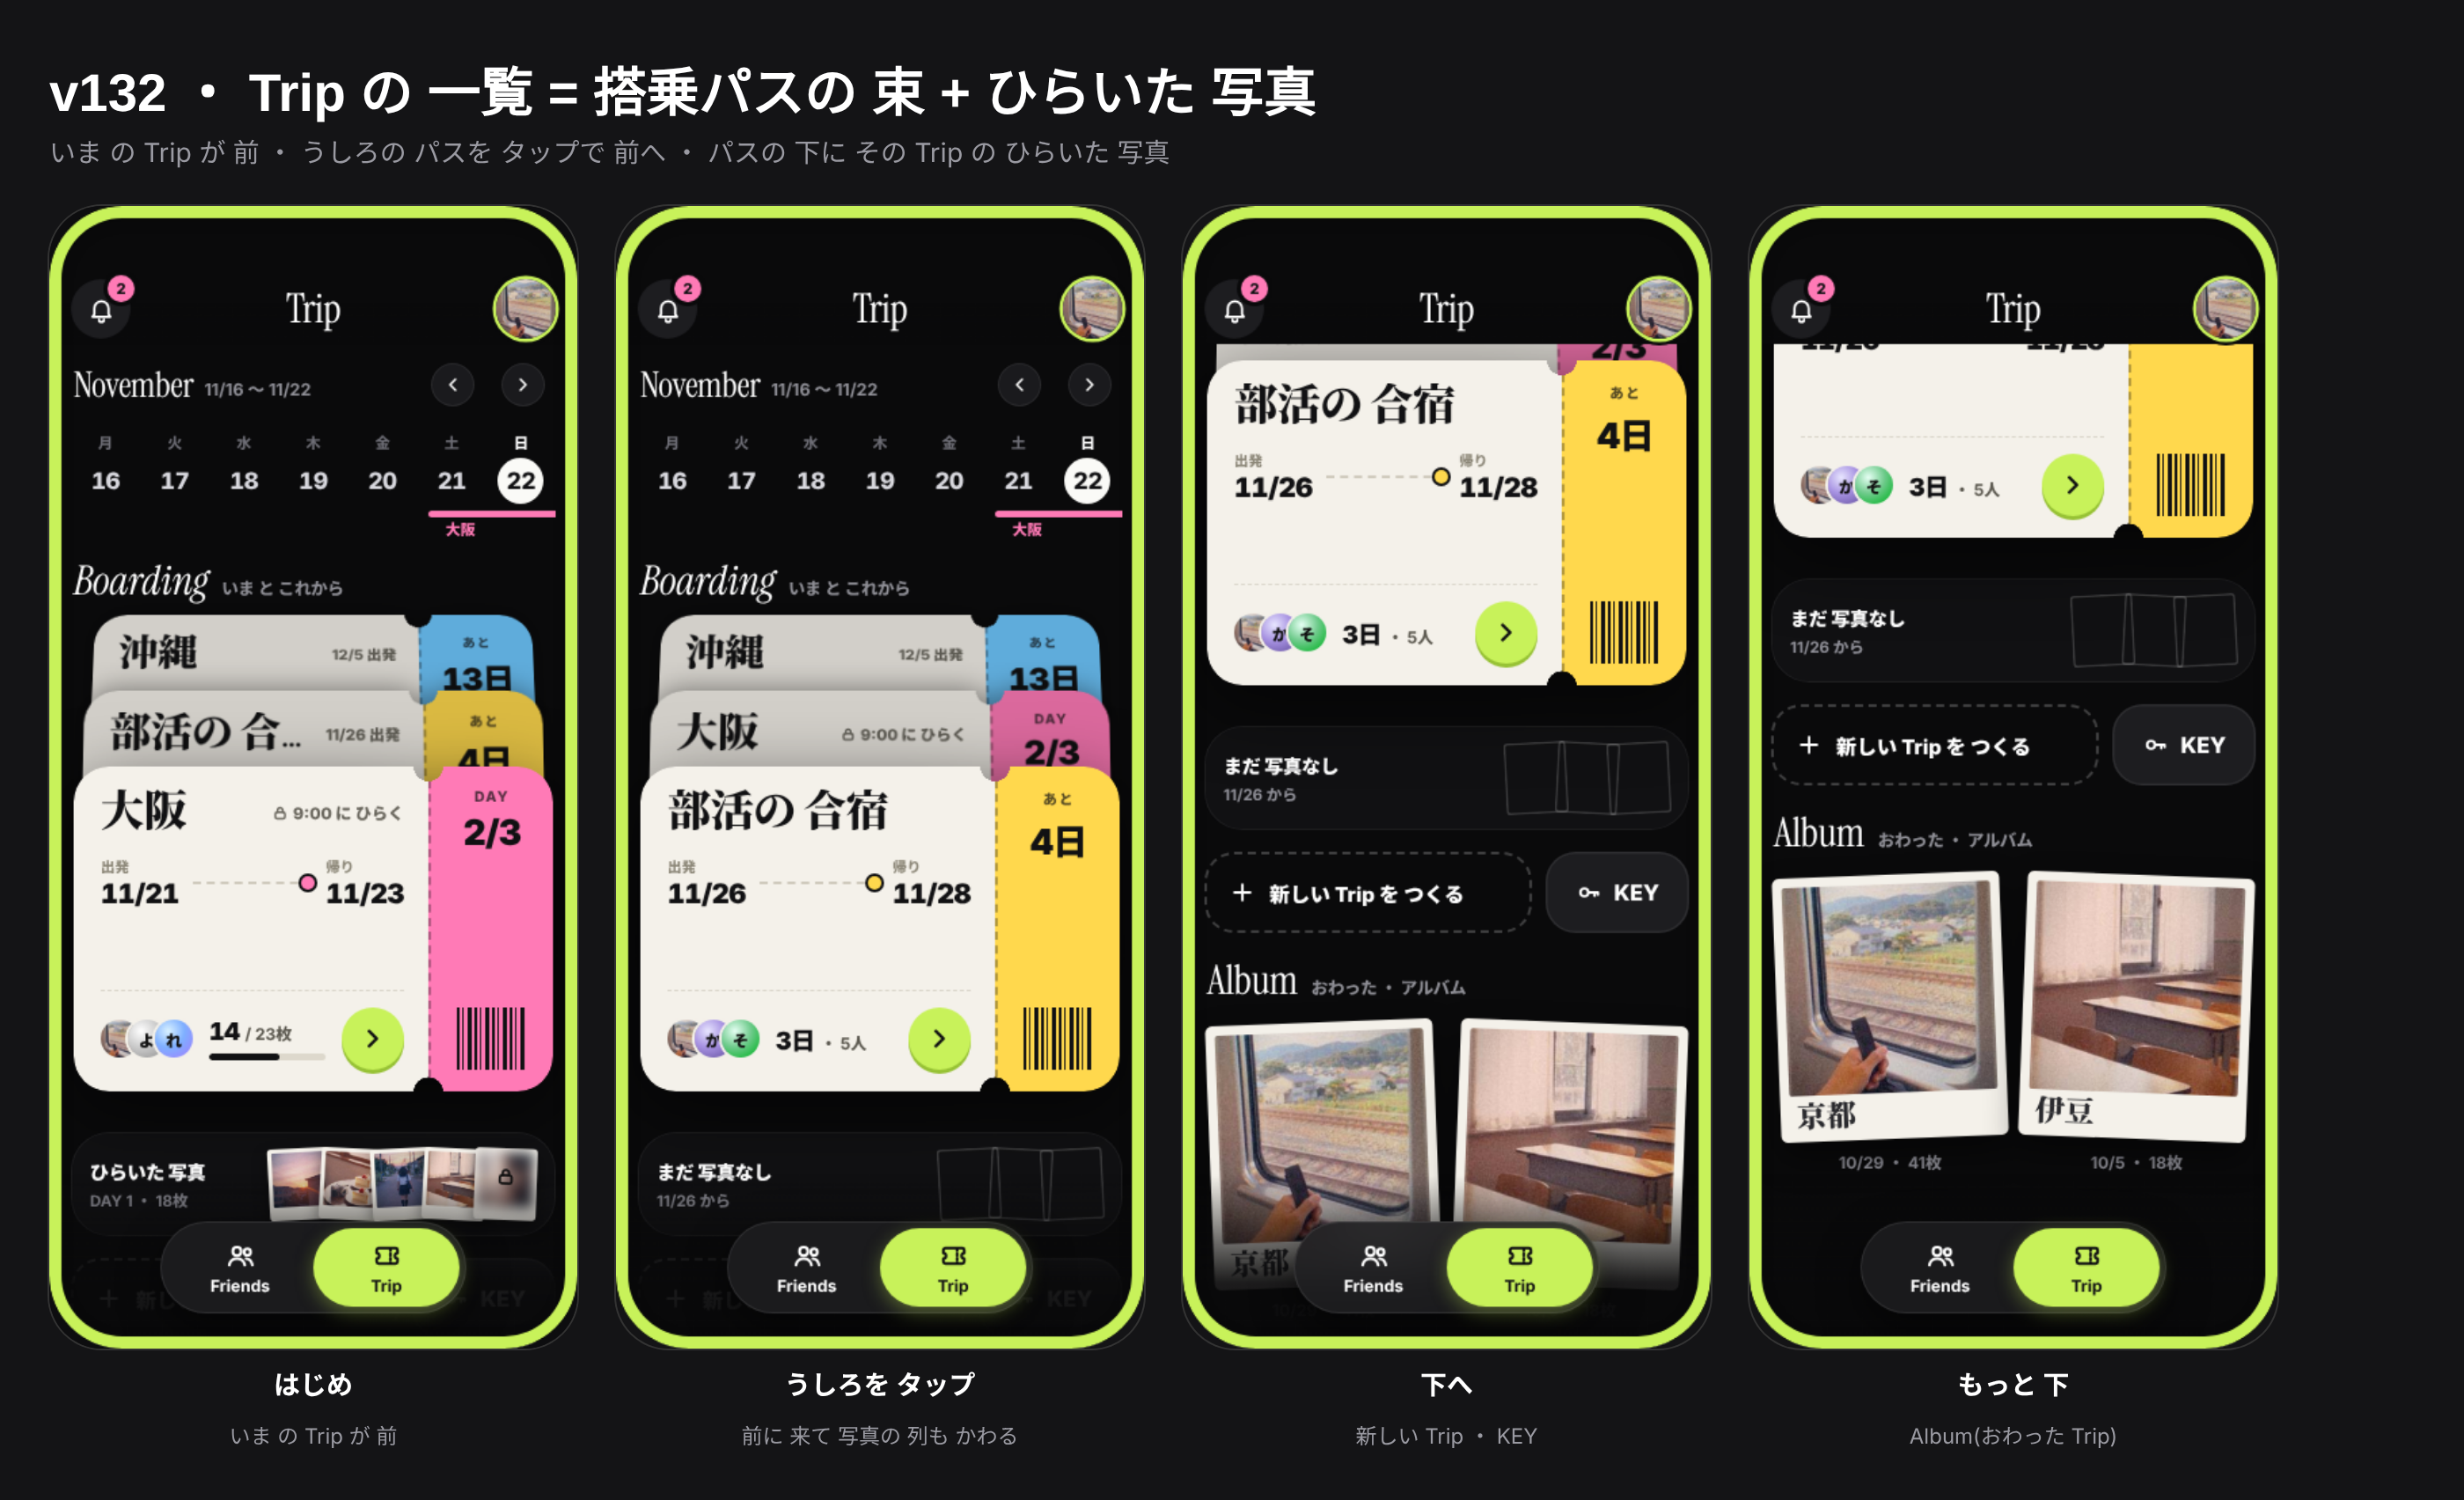 v132 ・ Trip の 一覧 = 搭乗パスの 束 + ひらいた 写真
いま の Trip が 前 ・ うしろの パスを タップで 前へ ・ パスの 下に その Trip の ひらいた 写真
2
Trip
November 11/16 〜 11/22
月 火 水 木 金 土 日
16 17 18 19 20 21 22
大阪
Boarding いま と これから
沖縄 12/5 出発
あと
13日
部活の 合... 11/26 出発
あと
4日
大阪 9:00 に ひらく
DAY
2/3
出発 帰り
11/21 11/23
よ れ 14 / 23枚
ひらいた 写真
DAY 1 ・ 18枚
+ 新し KEY
Friends Trip
はじめ
いま の Trip が 前
2
Trip
November 11/16 〜 11/22
月 火 水 木 金 土 日
16 17 18 19 20 21 22
大阪
Boarding いま と これから
沖縄 12/5 出発
あと
13日
大阪 9:00 に ひらく
DAY
2/3
部活の 合宿
あと
4日
出発 帰り
11/26 11/28
か そ 3日 ・ 5人
まだ 写真なし
11/26 から
+ 新し KEY
Friends Trip
うしろを タップ
前に 来て 写真の 列も かわる
2
Trip
2/3
部活の 合宿
あと
4日
出発 帰り
11/26 11/28
か そ 3日 ・ 5人
まだ 写真なし
11/26 から
+ 新しい Trip を つくる
KEY
Album おわった ・ アルバム
京都
Friends Trip
下へ
新しい Trip ・ KEY
2
Trip
か そ 3日 ・ 5人
まだ 写真なし
11/26 から
+ 新しい Trip を つくる
KEY
Album おわった ・ アルバム
京都 伊豆
10/29 ・ 41枚 10/5 ・ 18枚
Friends Trip
もっと 下
Album(おわった Trip)